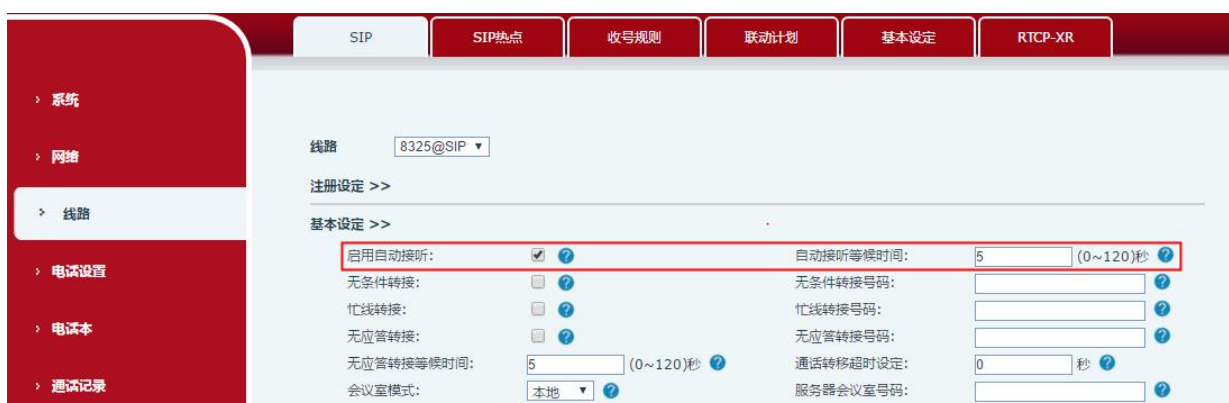 SIP SIP热点 收号规则 联动计划 基本设定 RTCP-XR
› 系统
› 网络
› 线路
› 电话设置
› 电话本
› 通话记录
线路 8325@SIP
注册设定 >>
基本设定 >>
启用自动接听: 自动接听等候时间: 5 (0~120)秒
无条件转接: 无条件转接号码:
忙线转接: 忙线转接号码:
无应答转接: 无应答转接号码:
无应答转接等候时间: 5 (0~120)秒 通话转移超时设定: 0 秒
会议室模式: 本地 服务器会议室号码: